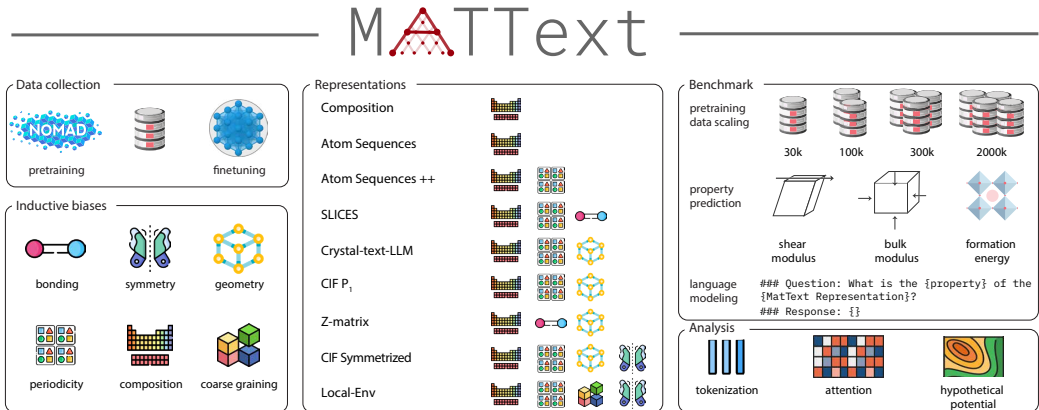 MATText
Data collection
NOMAD
pretraining
finetuning
Inductive biases
bonding
symmetry
geometry
periodicity
composition
coarse graining
Representations
Composition
Atom Sequences
Atom Sequences ++
SLICES
Crystal-text-LLM
CIF P₁
Z-matrix
CIF Symmetrized
Local-Env
Benchmark
pretraining
data scaling
30k
100k
300k
2000k
property
prediction
shear
modulus
bulk
modulus
formation
energy
language
modeling
### Question: What is the {property} of the
{MatText Representation}?
### Response: {}
Analysis
tokenization
attention
hypothetical
potential